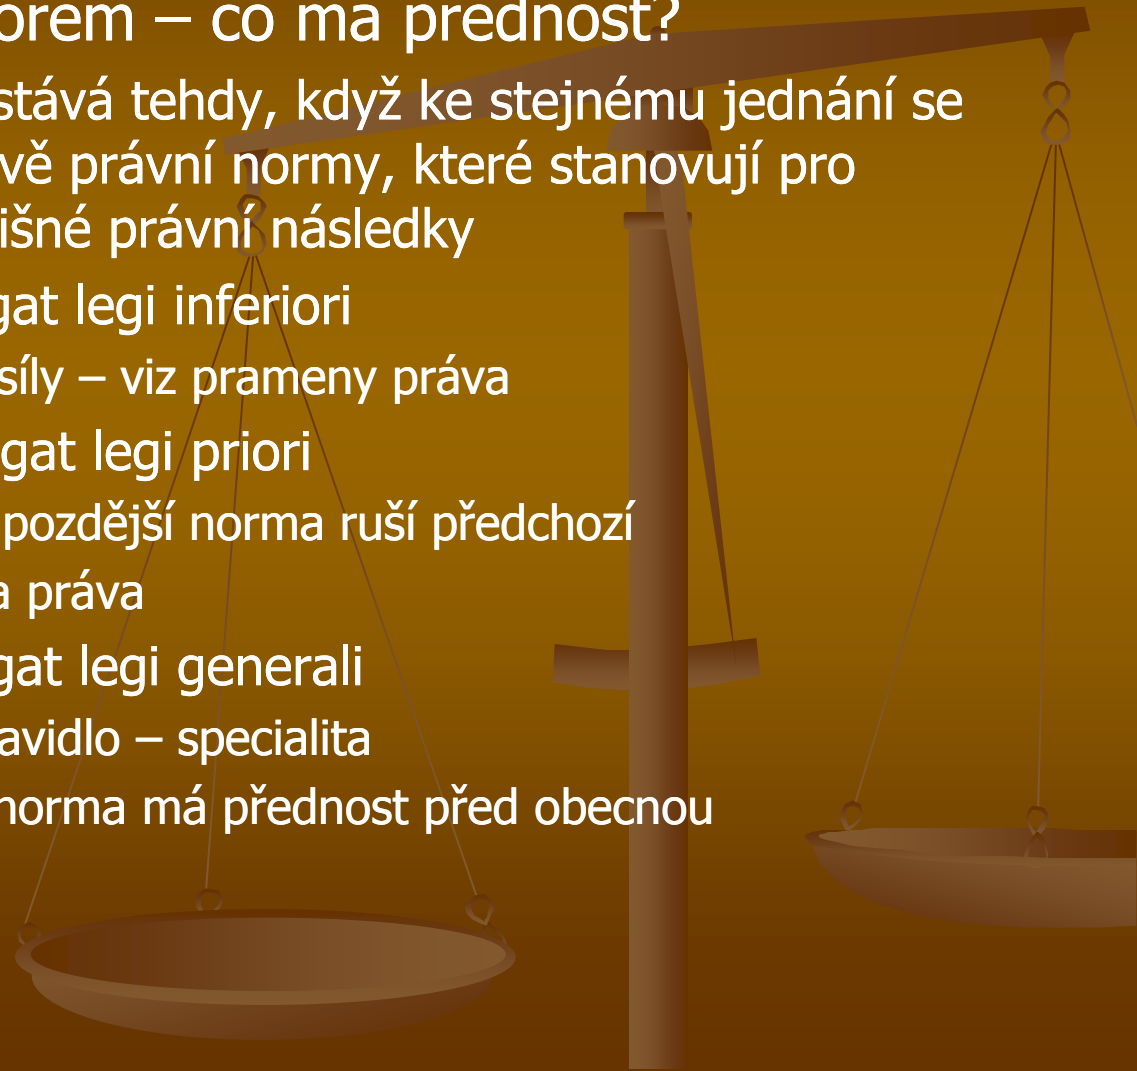 orem – co má přednost?
stává tehdy, když ke stejnému jednání se
vě právní normy, které stanovují pro
išné právní následky
gat legi inferiori
síly – viz prameny práva
gat legi priori
pozdější norma ruší předchozí
a práva
gat legi generali
avidlo – specialita
norma má přednost před obecnou